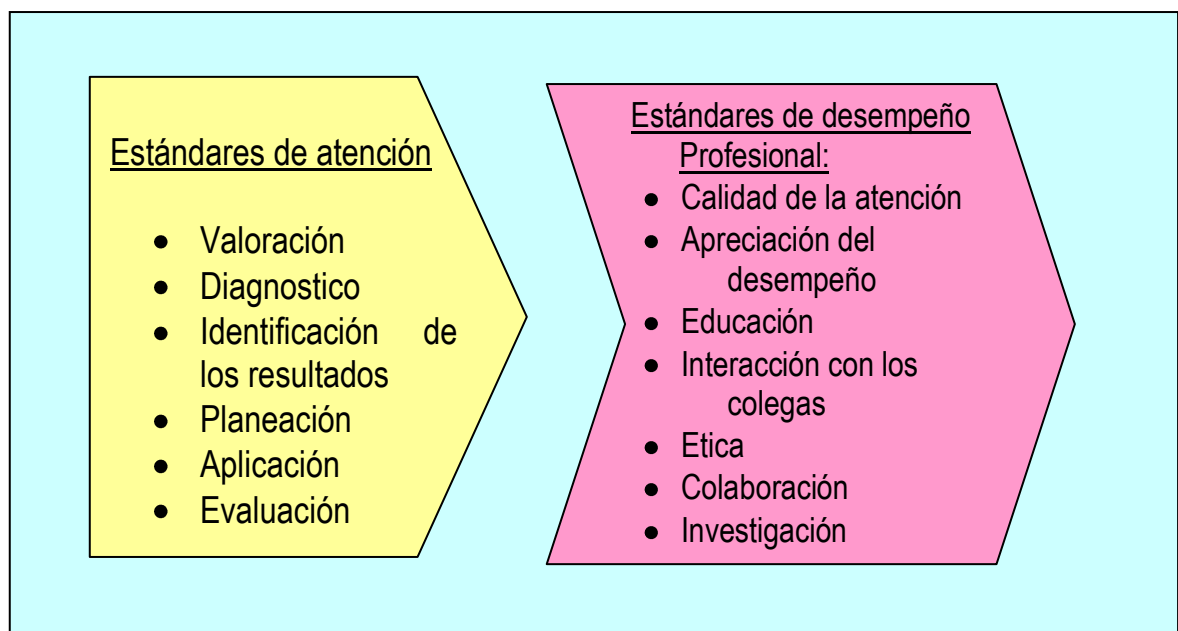 Estándares de atención
• Valoración
• Diagnostico
• Identificación de
los resultados
• Planeación
• Aplicación
• Evaluación
Estándares de desempeño
Profesional:
• Calidad de la atención
• Apreciación del
desempeño
• Educación
• Interacción con los
colegas
• Etica
• Colaboración
• Investigación